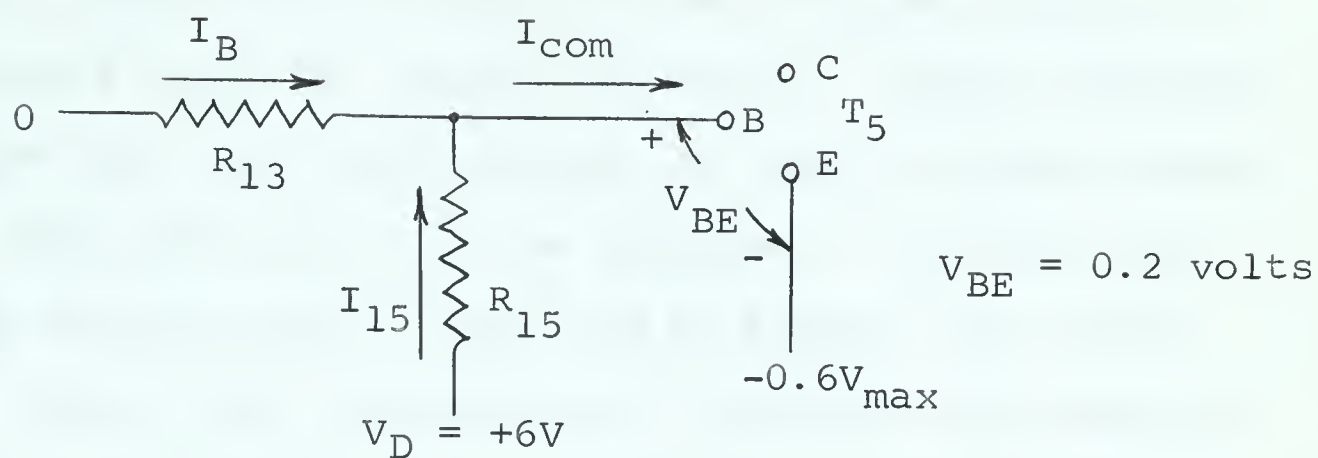 I_B
I_com
C
0
B
T_5
+
R_13
E
V_BE
-
V_BE = 0.2 volts
I_15
R_15
-0.6V_max
V_D = +6V